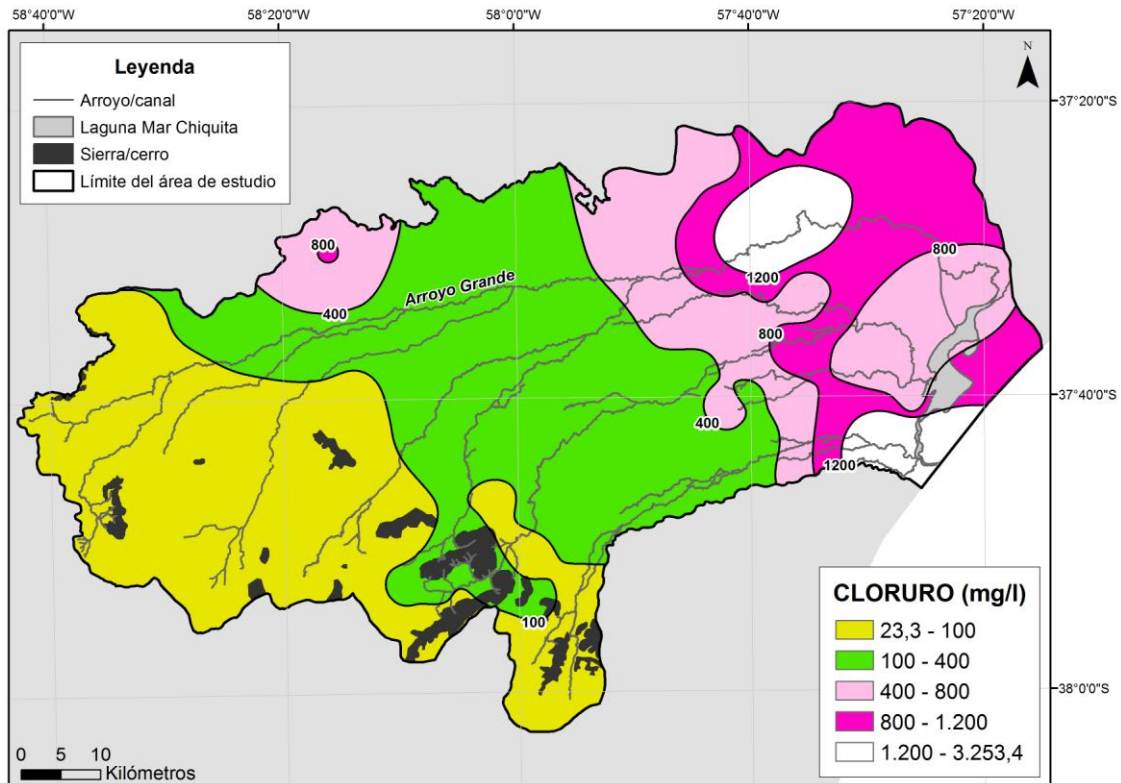 58°40'0"W
58°20'0"W
58°0'0"W
57°40'0"W
57°20'0"W
Leyenda
Arroyo/canal
Laguna Mar Chiquita
Sierra/cerro
Límite del área de estudio
N
37°20'0"S
800
400
Arroyo Grande
1200
800
800
400
1200
37°40'0"S
100
38°0'0"S
CLORURO (mg/l)
23,3 - 100
100 - 400
400 - 800
800 - 1.200
1.200 - 3.253,4
0 5 10
Kilómetros